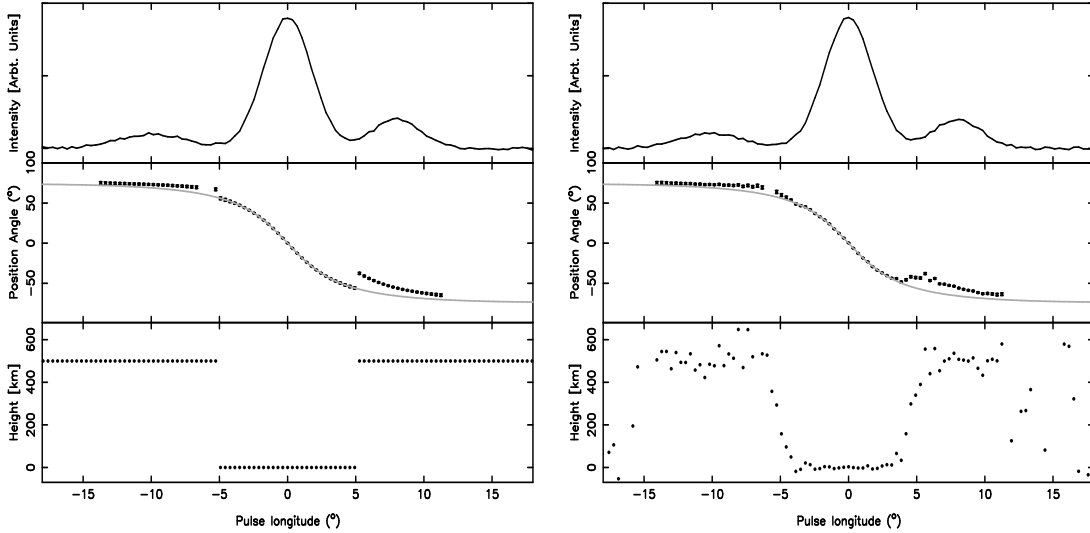 Intensity [Arbt. Units]
100
Position Angle (°)
50
0
−50
Height [km]
600
400
200
0
−15 −10 −5 0 5 10 15
Pulse longitude (°)
Intensity [Arbt. Units]
100
Position Angle (°)
50
0
−50
Height [km]
600
400
200
0
−15 −10 −5 0 5 10 15
Pulse longitude (°)